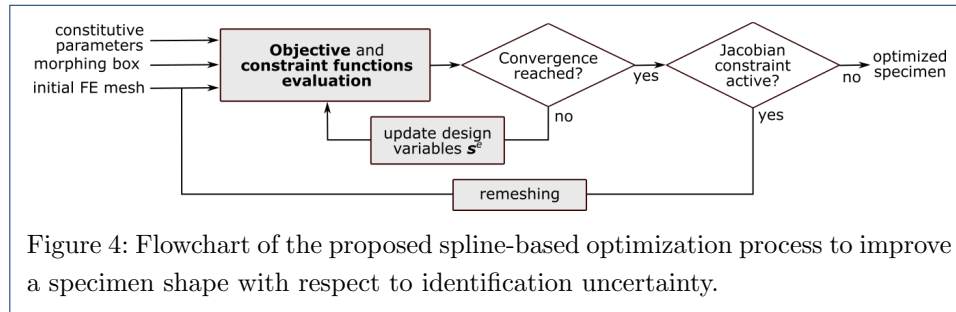 constitutive
parameters
morphing box
initial FE mesh
Objective and
constraint functions
evaluation
Convergence
reached?
yes
no
Jacobian
constraint
active?
no
yes
optimized
specimen
update design
variables sᵉ
remeshing
Figure 4: Flowchart of the proposed spline-based optimization process to improve
a specimen shape with respect to identification uncertainty.